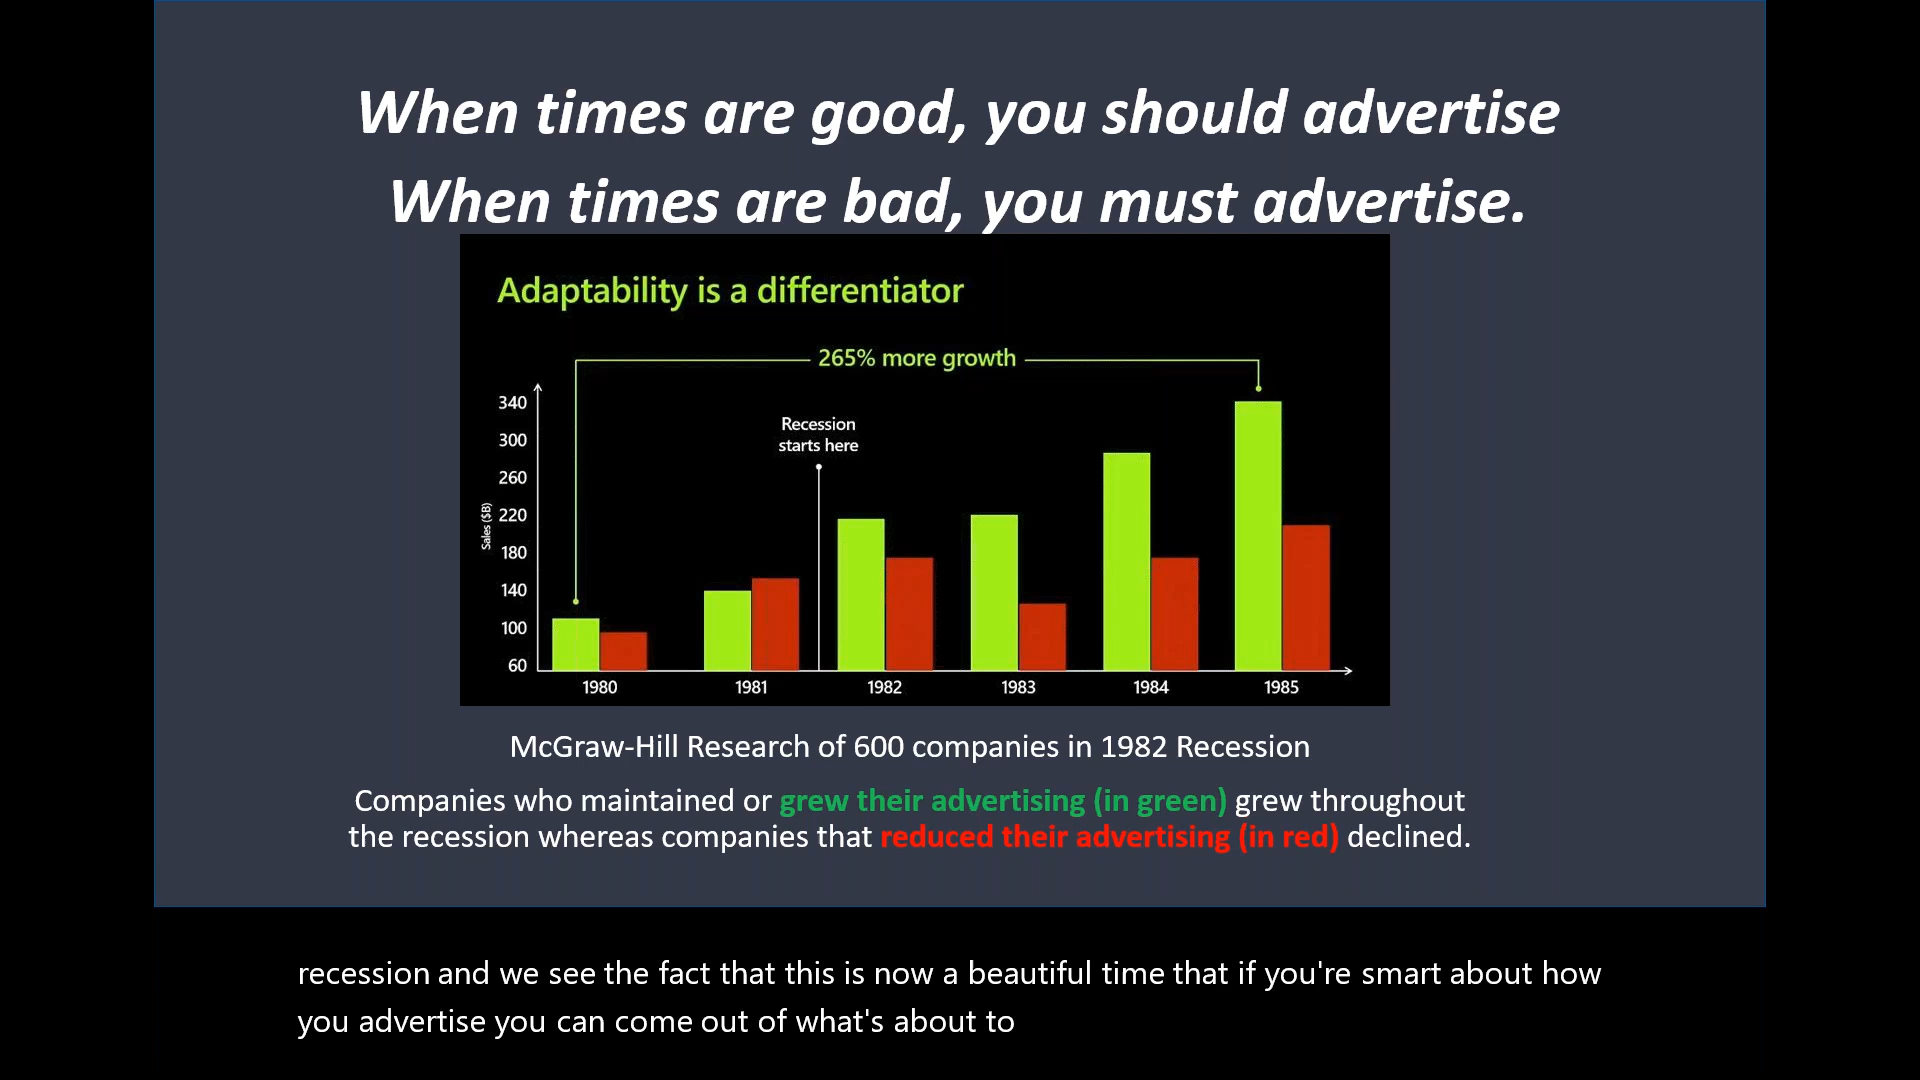 When times are good, you should advertise
When times are bad, you must advertise.
Adaptability is a differentiator
265% more growth
Recession
starts here
Sales ($B)
340
300
260
220
180
140
100
60
1980 1981 1982 1983 1984 1985
McGraw-Hill Research of 600 companies in 1982 Recession
Companies who maintained or grew their advertising (in green) grew throughout
the recession whereas companies that reduced their advertising (in red) declined.
recession and we see the fact that this is now a beautiful time that if you're smart about how
you advertise you can come out of what's about to